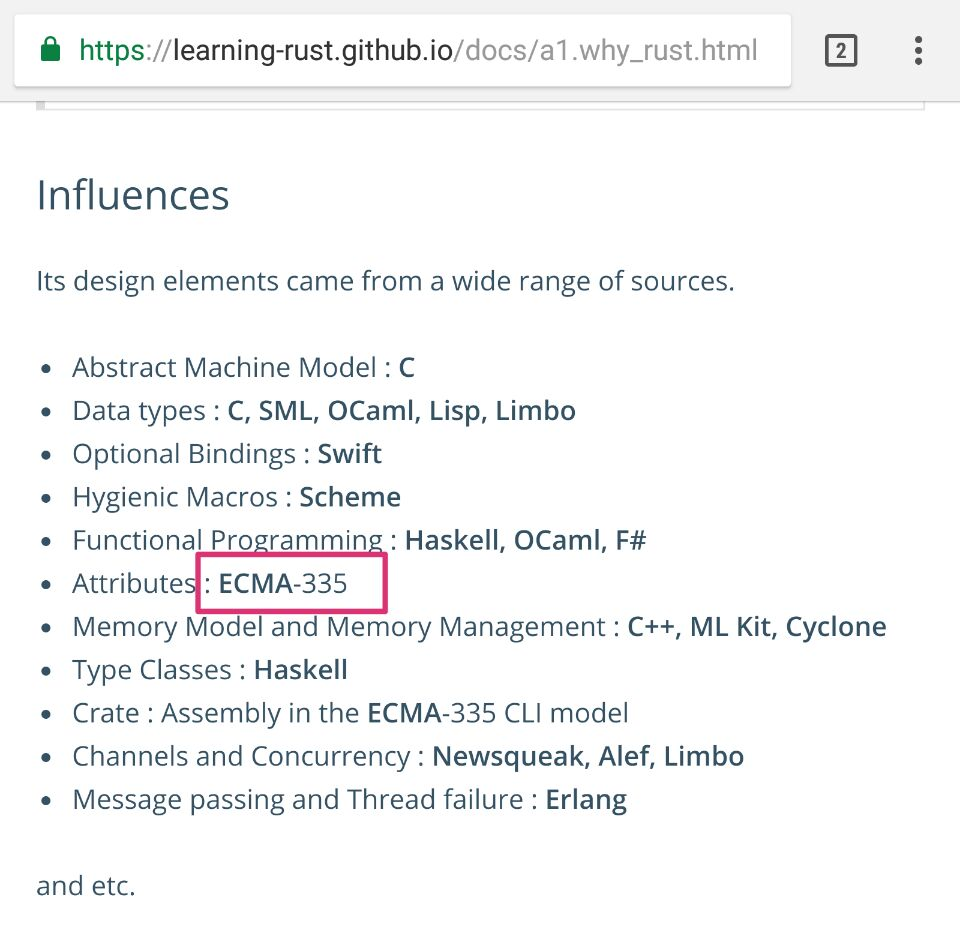 https://learning-rust.github.io/docs/a1.why_rust.html
2
Influences
Its design elements came from a wide range of sources.
• Abstract Machine Model : C
• Data types : C, SML, OCaml, Lisp, Limbo
• Optional Bindings : Swift
• Hygienic Macros : Scheme
• Functional Programming : Haskell, OCaml, F#
• Attributes : ECMA-335
• Memory Model and Memory Management : C++, ML Kit, Cyclone
• Type Classes : Haskell
• Crate : Assembly in the ECMA-335 CLI model
• Channels and Concurrency : Newsqueak, Alef, Limbo
• Message passing and Thread failure : Erlang
and etc.